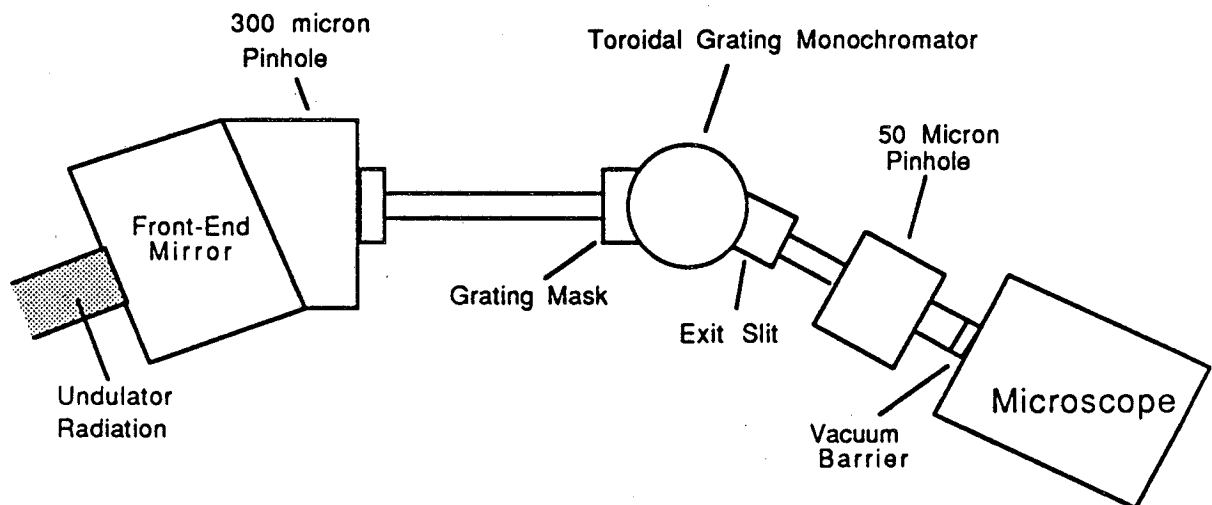 300 micron
Pinhole
Toroidal Grating Monochromator
50 Micron
Pinhole
Front-End
Mirror
Grating Mask
Exit Slit
Undulator
Radiation
Microscope
Vacuum
Barrier